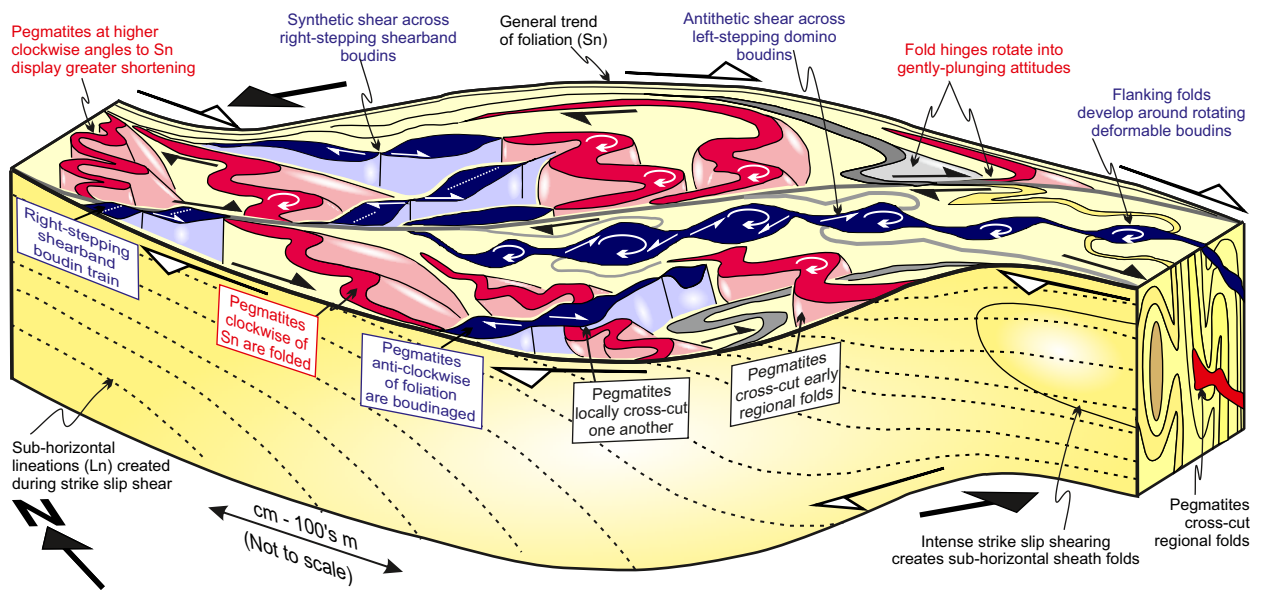 Pegmatites at higher
clockwise angles to Sn
display greater shortening
Synthetic shear across
right-stepping shearband
boudins
General trend
of foliation (Sn)
Antithetic shear across
left-stepping domino
boudins
Fold hinges rotate into
gently-plunging attitudes
Flanking folds
develop around rotating
deformable boudins
Right-stepping
shearband
boudin train
Pegmatites
clockwise of
Sn are folded
Pegmatites
anti-clockwise
of foliation
are boudinaged
Pegmatites
locally cross-cut
one another
Pegmatites
cross-cut early
regional folds
Sub-horizontal
lineations (Ln) created
during strike slip shear
N
cm - 100's m
(Not to scale)
Intense strike slip shearing
creates sub-horizontal sheath folds
Pegmatites
cross-cut
regional folds